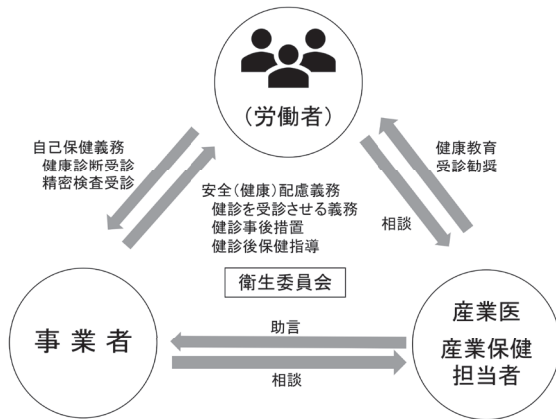 (労働者)
自己保健義務
健康診断受診
精密検査受診
健康教育
受診勧奨
安全(健康)配慮義務
健診を受診させる義務
健診事後措置
健診後保健指導
相談
衛生委員会
事業者
助言
相談
産業医
産業保健
担当者